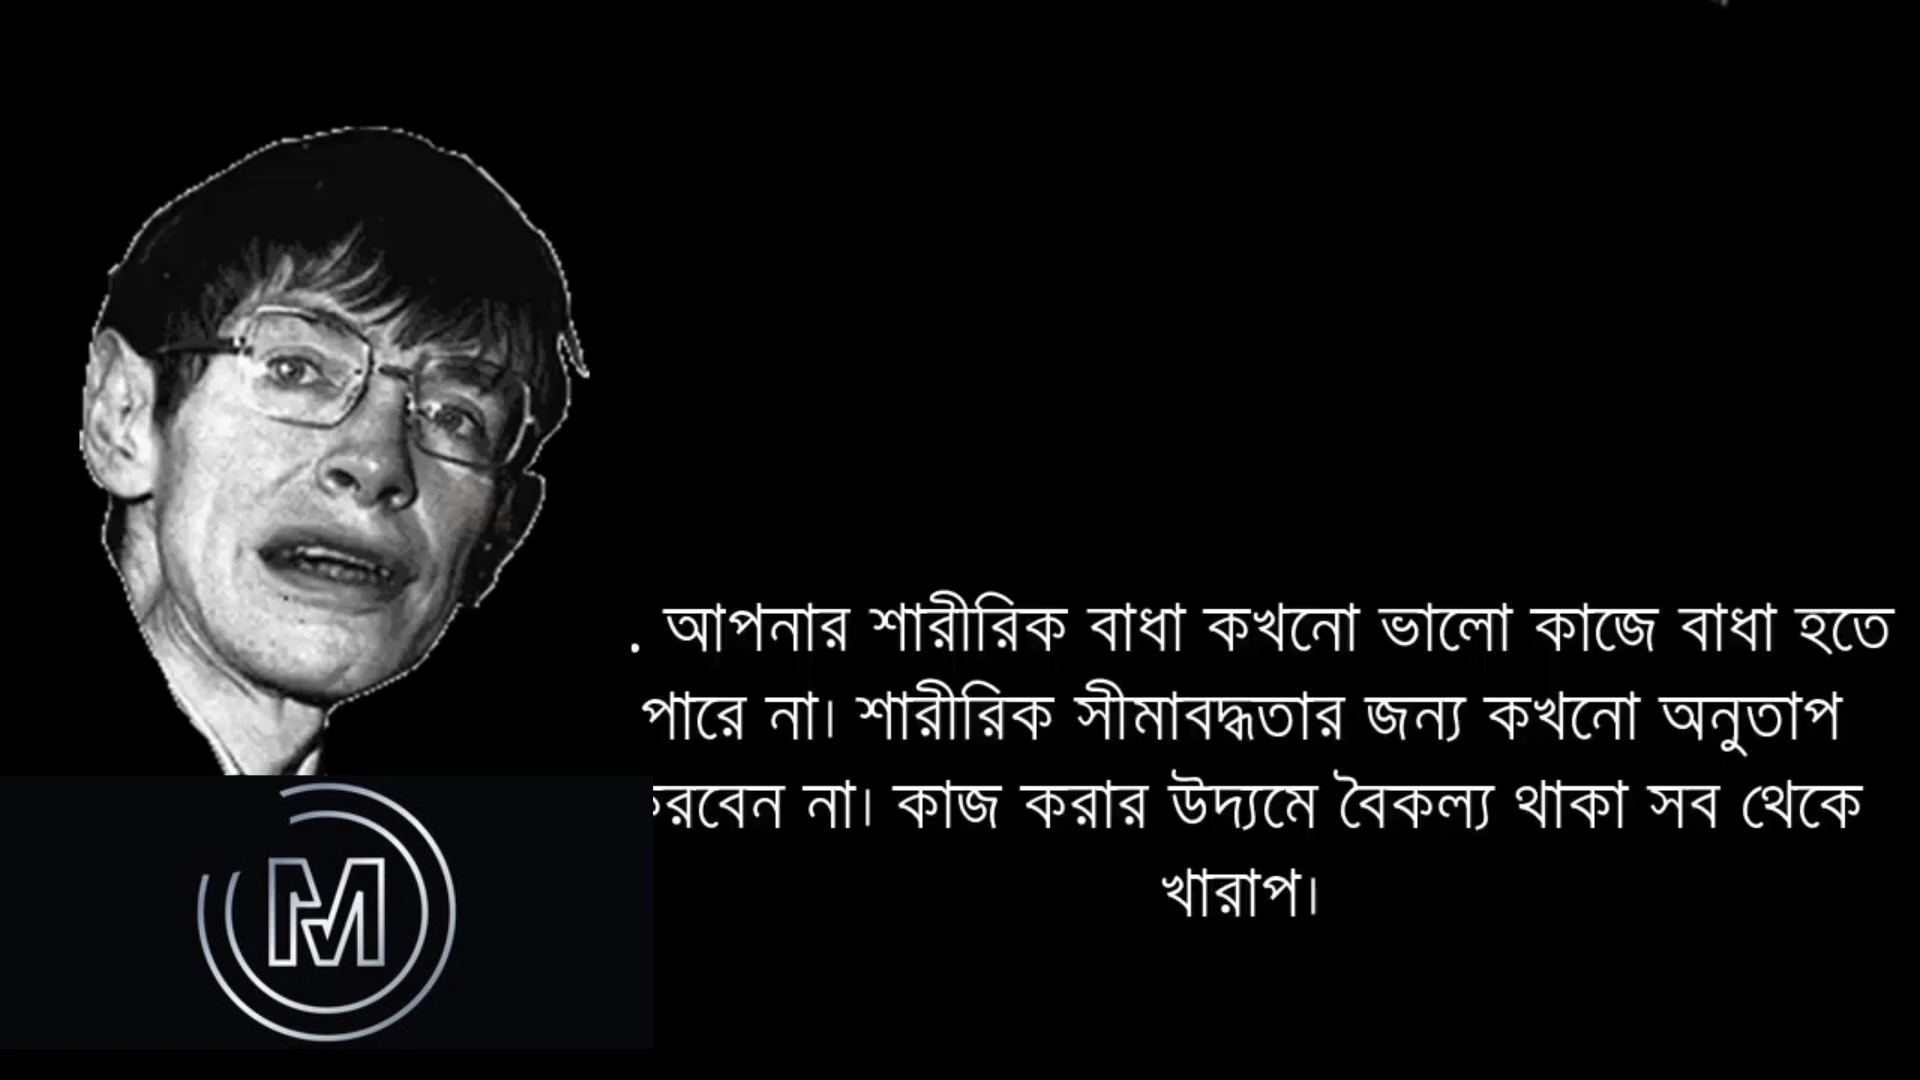 . আপনার শারীরিক বাধা কখনো ভালো কাজে বাধা হতে
পারে না। শারীরিক সীমাবদ্ধতার জন্য কখনো অনুতাপ
না। কাজ করার উদ্যমে বৈকল্য থাকা সব থেকে
খারাপ।
M